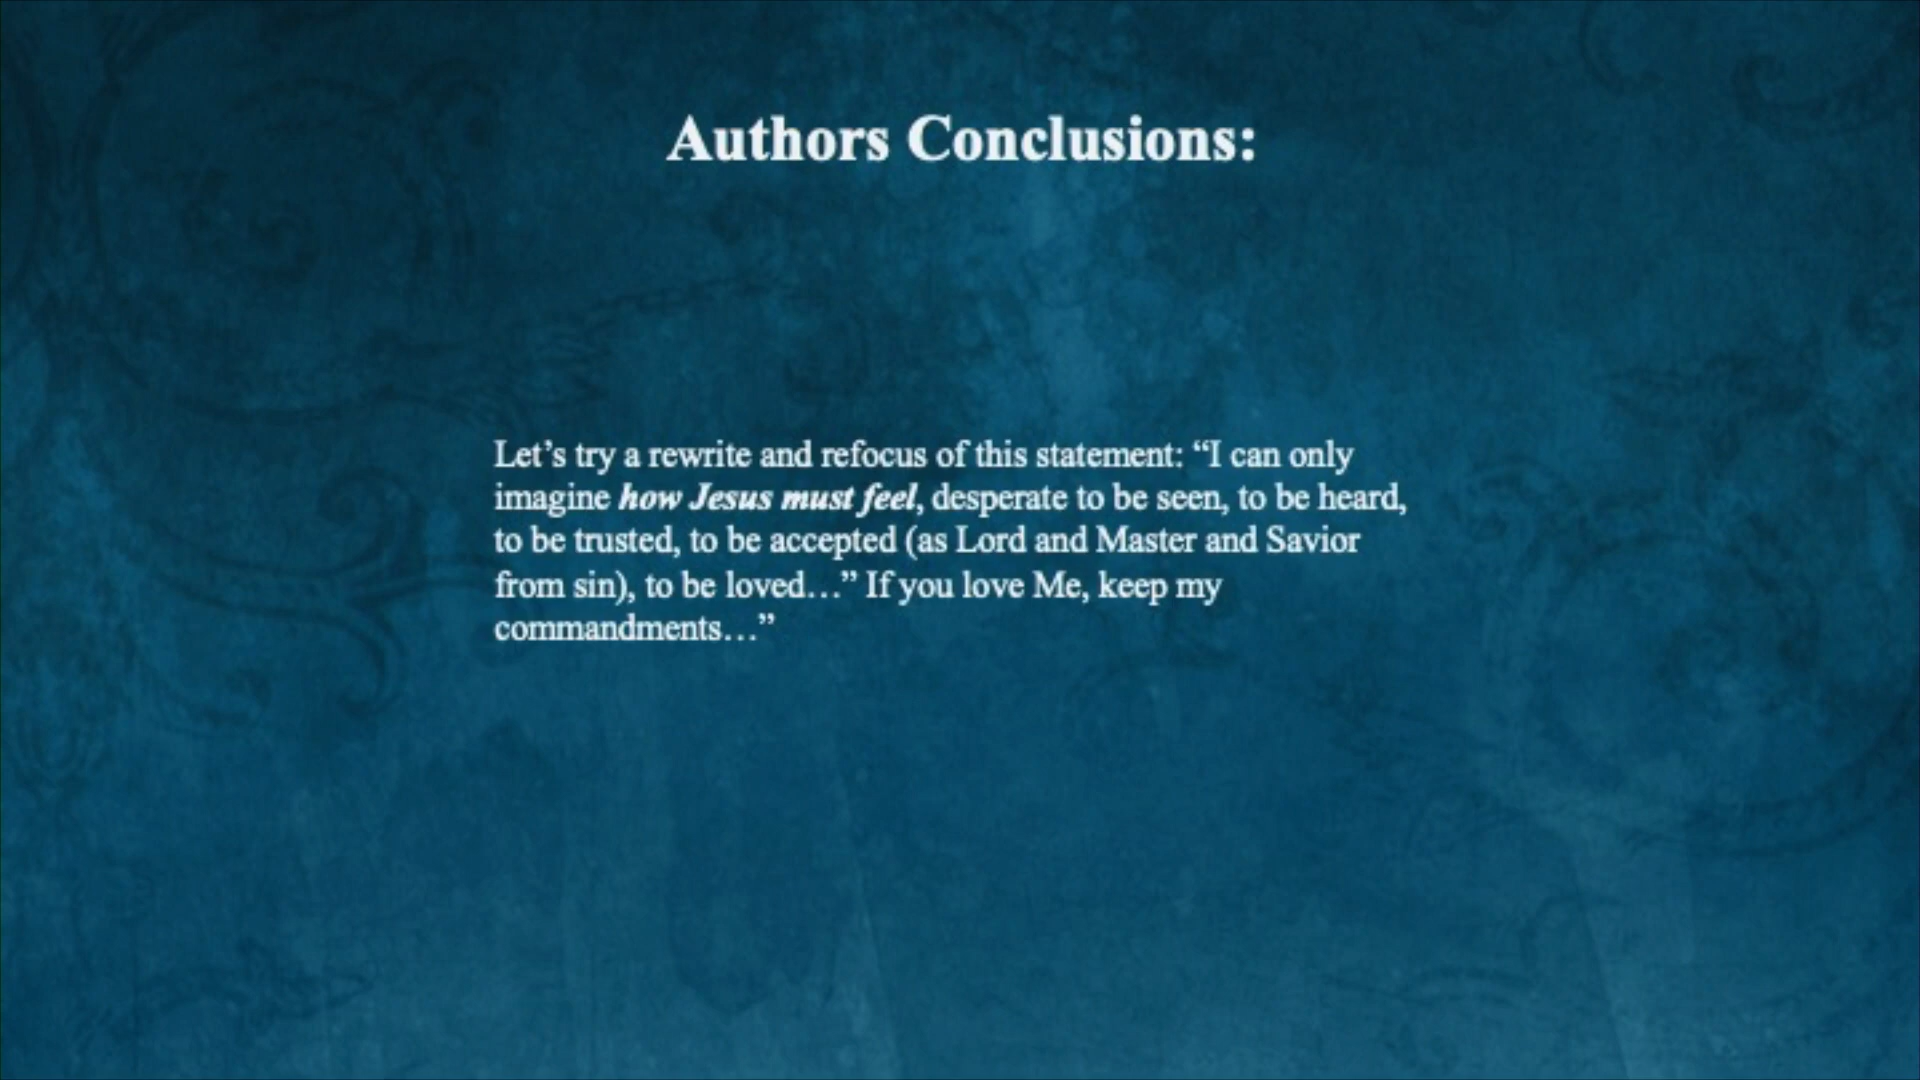 Authors Conclusions:
Let’s try a rewrite and refocus of this statement: “I can only
imagine how Jesus must feel, desperate to be seen, to be heard,
to be trusted, to be accepted (as Lord and Master and Savior
from sin), to be loved…” If you love Me, keep my
commandments…”